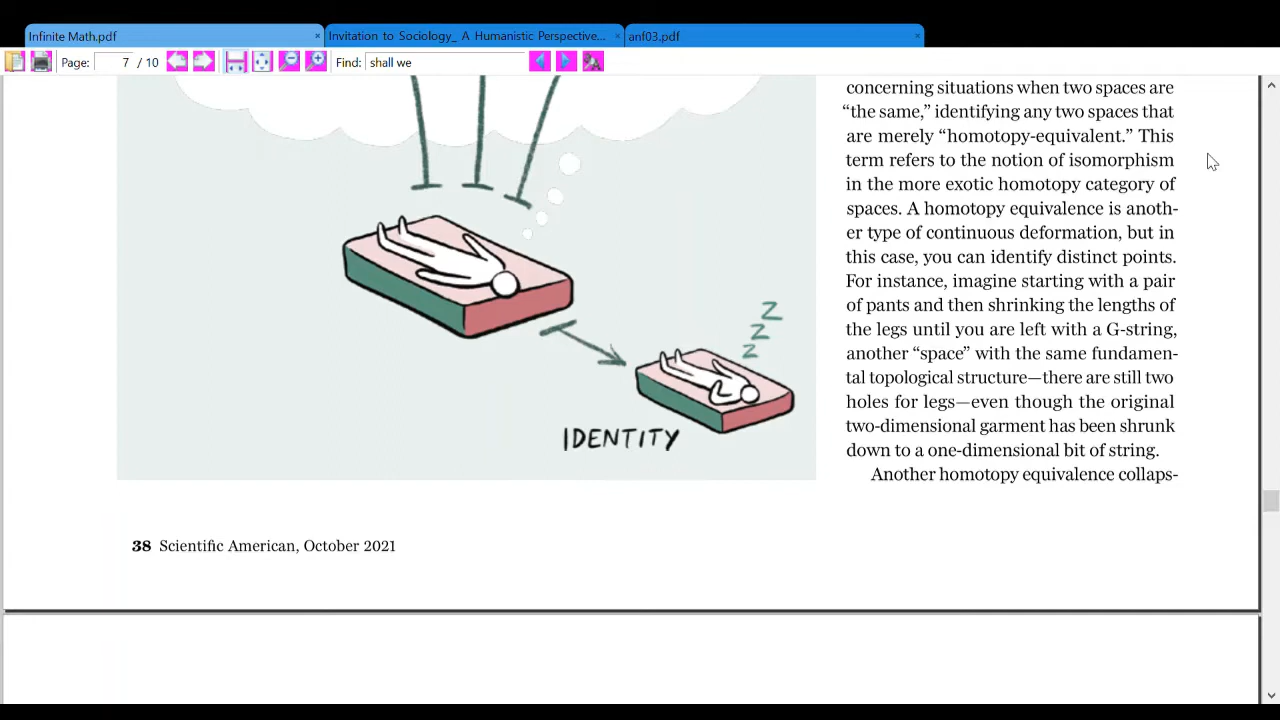 Infinite Math.pdf
Invitation to Sociology_ A Humanistic Perspective...
anf03.pdf
Page: 7 / 10
Find: shall we
concerning situations when two spaces are
“the same,” identifying any two spaces that
are merely “homotopy-equivalent.” This
term refers to the notion of isomorphism
in the more exotic homotopy category of
spaces. A homotopy equivalence is anoth-
er type of continuous deformation, but in
this case, you can identify distinct points.
For instance, imagine starting with a pair
of pants and then shrinking the lengths of
the legs until you are left with a G-string,
another “space” with the same fundamen-
tal topological structure—there are still two
holes for legs—even though the original
two-dimensional garment has been shrunk
down to a one-dimensional bit of string.
Another homotopy equivalence collaps-
Z
Z
Z
IDENTITY
38 Scientific American, October 2021